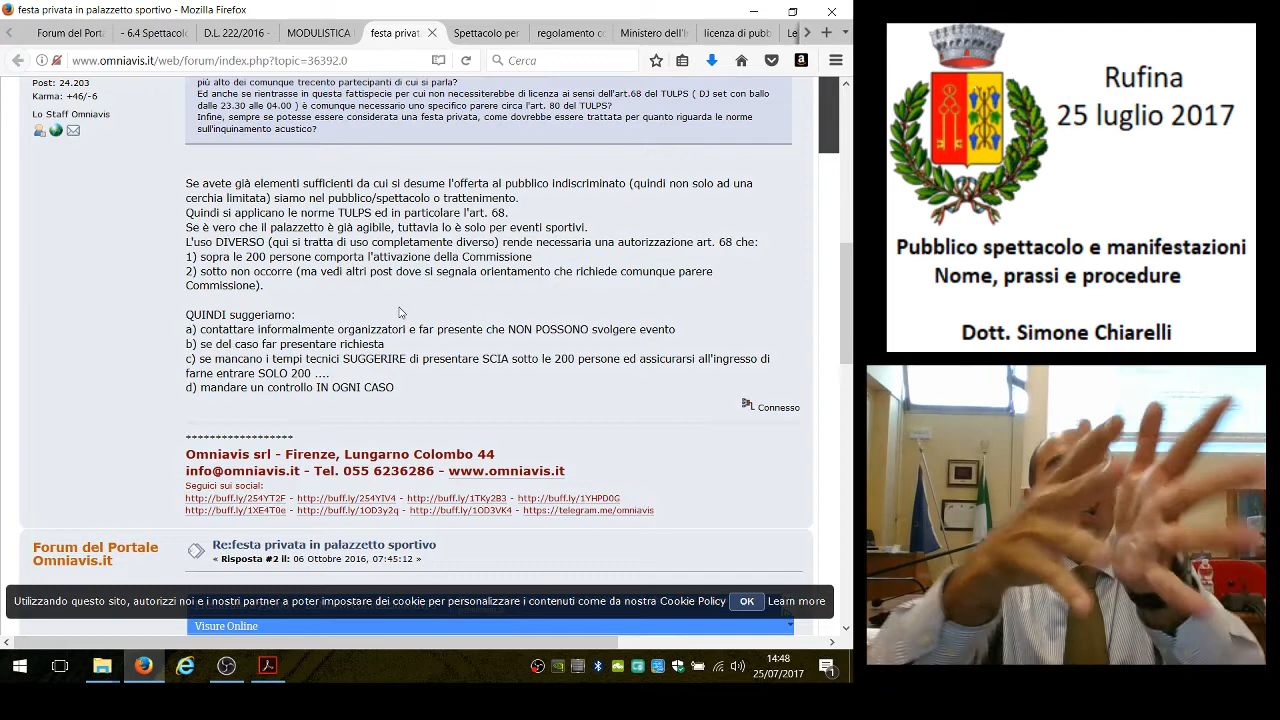 festa privata in palazzetto sportivo - Mozilla Firefox
Forum del Porta
- 6.4 Spettacolo
D.L. 222/2016 -
MODULISTICA
festa privat
Spettacolo per
regolamento co
Ministero dell'I
licenza di pubb
Le
www.omniavis.it/web/forum/index.php?topic=36392.0
Cerca
Post: 24.203
Karma: +46/-6
Lo Staff Omniavis
più alto dei comunque trecento partecipanti di cui si parla?
Ed anche se rientrasse in questa fattispecie per cui non necessiterebbe di licenza ai sensi dell'art.68 del TULPS ( DJ set con ballo
dalle 23.30 alle 04.00 ) è comunque necessario uno specifico parere circa l'art. 80 del TULPS?
Infine, se non potesse essere considerata una festa privata, come dovrebbe essere trattata per quanto riguarda le norme
sull'inquinamento acustico?
Se avete già elementi sufficienti da cui si desume l'offerta al pubblico indiscriminato (quindi non solo ad una
cerchia limitata) siamo nel pubblico/spettacolo o trattenimento.
Quindi si applicano le norme TULPS ed in particolare l'art. 68.
Se è vero che il palazzetto è già agibile, tuttavia lo è solo per eventi sportivi.
L'uso DIVERSO (qui si tratta di uso completamente diverso) rende necessaria una autorizzazione art. 68 che:
1) sopra le 200 persone comporta l'attivazione della Commissione
2) sotto non occorre (ma vedi altri post dove si segnala orientamento che richiede comunque parere
Commissione).
QUINDI suggeriamo:
a) contattare informalmente organizzatori e far presente che NON POSSONO svolgere evento
b) se del caso far presentare richiesta
c) se mancano i tempi tecnici SUGGERIRE di presentare SCIA sotto le 200 persone ed assicurarsi all'ingresso di
farne entrare SOLO 200 ....
d) mandare un controllo IN OGNI CASO
Connesso
******************
Omniavis srl - Firenze, Lungarno Colombo 44
info@omniavis.it - Tel. 055 6236286 - www.omniavis.it
Seguici sui social:
http://buff.ly/254YT2F - http://buff.ly/254YIV4 - http://buff.ly/1TKy2B3 - http://buff.ly/1YHPD0G
http://buff.ly/1XE4T0e - http://buff.ly/1OD3y2q - http://buff.ly/1OD3VK4 - https://telegram.me/omniavis
Forum del Portale
Omniavis.it
Re:festa privata in palazzetto sportivo
« Risposta #2 il: 06 Ottobre 2016, 07:45:12 »
Utilizzando questo sito, autorizzi noi e i nostri partner a poter impostare dei cookie per personalizzare i contenuti come da nostra Cookie Policy
OK
Learn more
Visure Online
14:48
25/07/2017
1
Rufina
25 luglio 2017
Pubblico spettacolo e manifestazioni
Nome, prassi e procedure
Dott. Simone Chiarelli